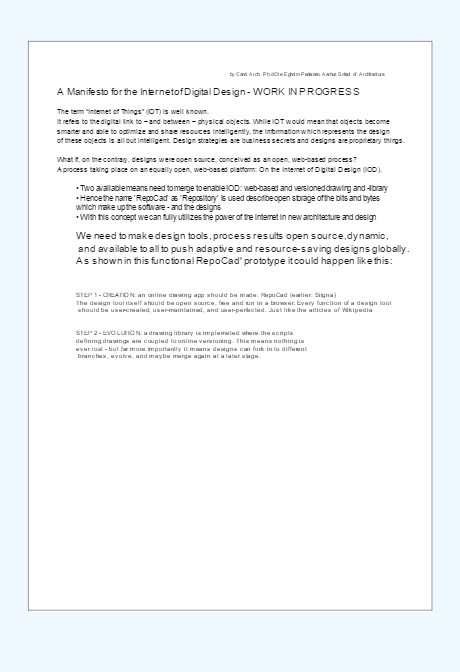 by Cand. Arch. Ph.d Ole Egholm Pedersen, Aarhus School of Architecture
A Manifesto for the Internet of Digital Design - WORK IN PROGRESS
The term "Internet of Things" (IOT) is well known.
It refers to the digital link to – and between – physical objects. While IOT would mean that objects become
smarter and able to optimize and share resources intelligently, the information which represents the design
of these objects is all but intelligent. Design strategies are business secrets and designs are proprietary things.
What if, on the contrary, designs were open source, conceived as an open, web-based process?
A process taking place on an equally open, web-based platform: On the Internet of Digital Design (IOD).
• Two available means need to merge to enable IOD: web-based and versioned drawing and -library
• Hence the name 'RepoCad' as 'Repository' is used describe open storage of the bits and bytes
which make up the software - and the designs
• With this concept we can fully utilizes the power of the internet in new architecture and design
We need to make design tools, process results open source, dynamic,
and available to all to push adaptive and resource-saving designs globally.
As shown in this functional RepoCad' prototype it could happen like this:
STEP 1 - CREATION: an online drawing app should be made: RepoCad (earlier: Sigma)
The design tool itself should be open source, free and run in a browser. Every function of a design tool
should be user-created, user-maintained, and user-perfected. Just like the articles of Wikipedia
STEP 2 - EVOLUTION: a drawing library is implemeted where the scripts
defining drawings are coupled to online versioning. This means nothing is
ever lost - but far more importantly it means designs can fork in to different
branches, evolve, and maybe merge again at a later stage.